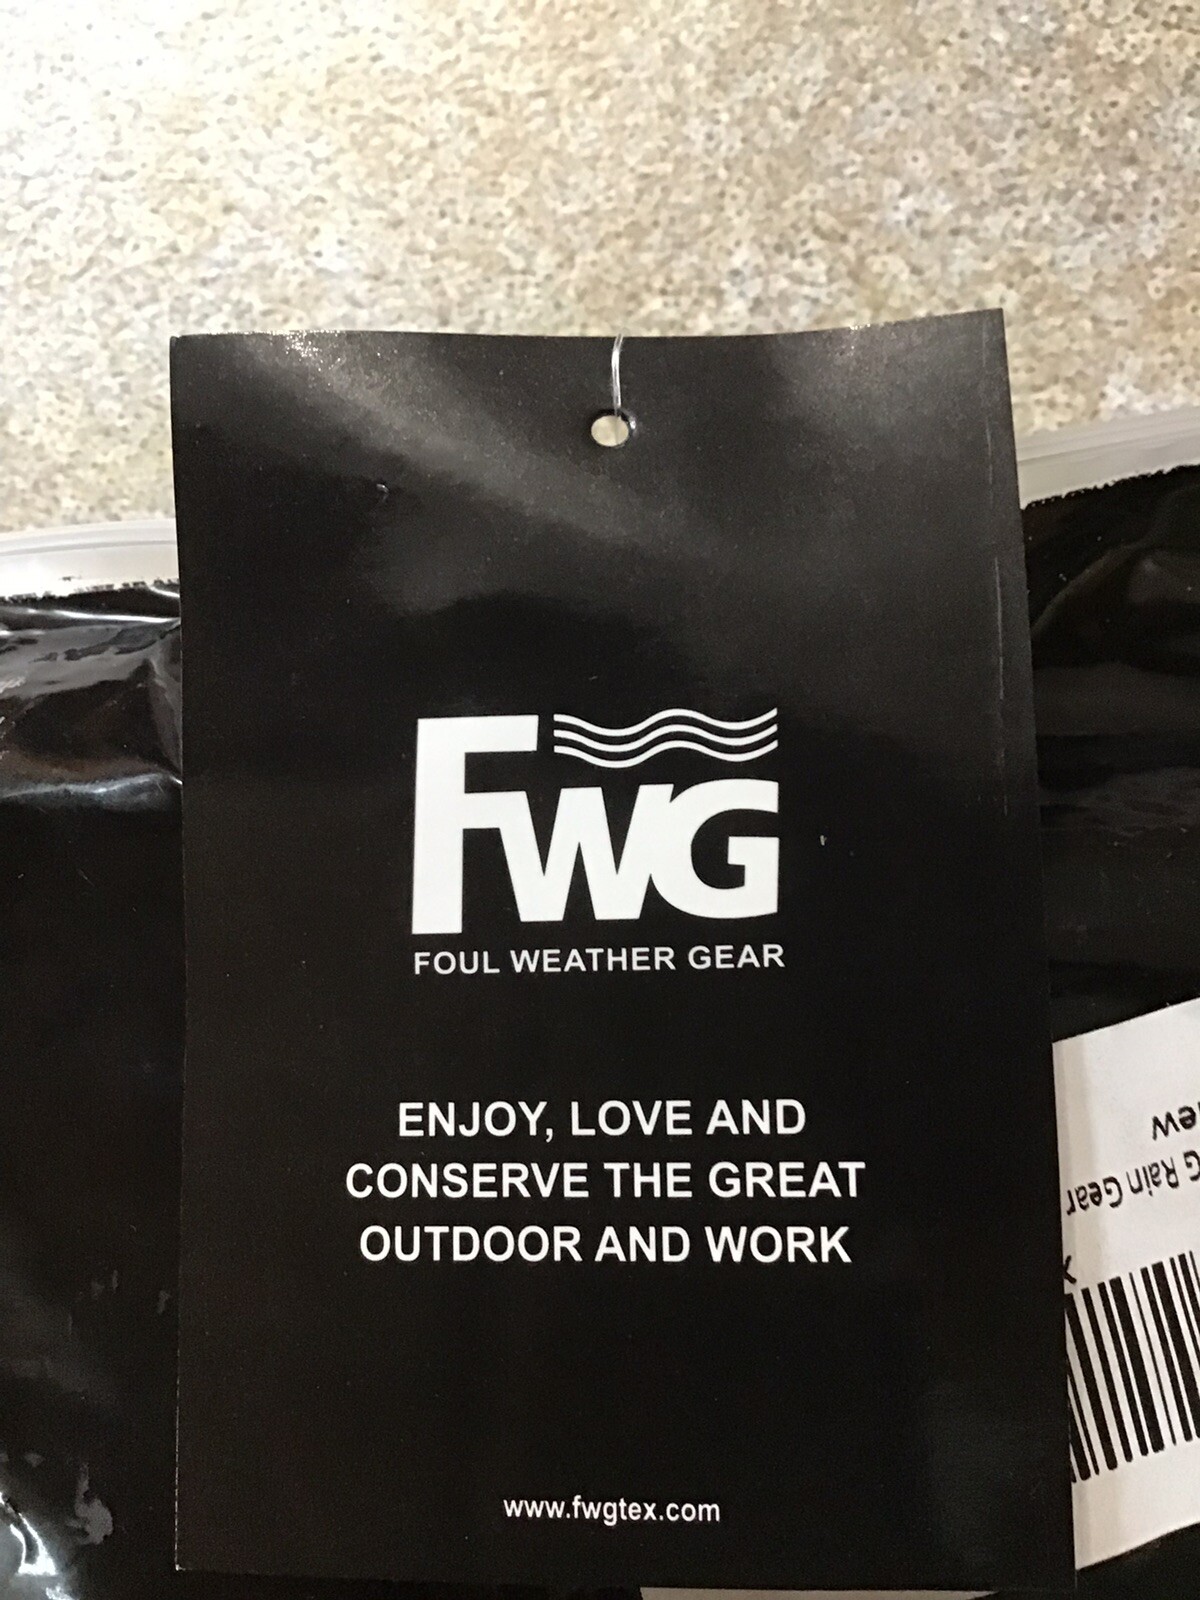 FWG
FOUL WEATHER GEAR
ENJOY, LOVE AND
CONSERVE THE GREAT
OUTDOOR AND WORK
www.fwgtex.com
G Rain Gear